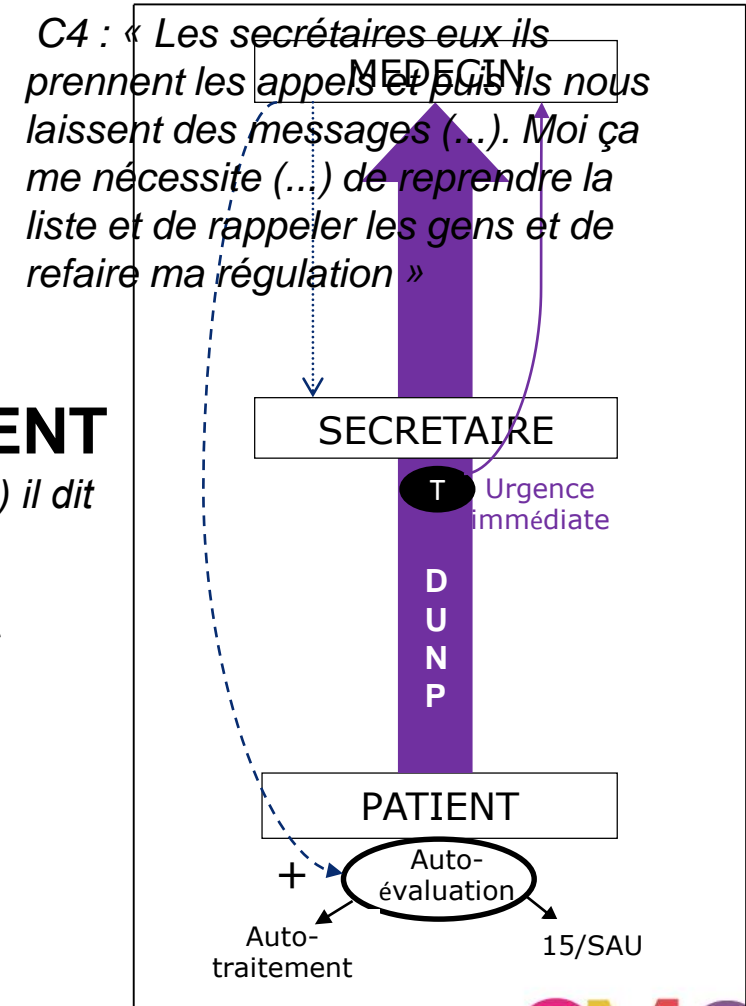 C4 : « Les secrétaires eux ils
prennent les appels et puis ils nous
laissent des messages (...). Moi ça
me nécessite (...) de reprendre la
liste et de rappeler les gens et de
refaire ma régulation »
MEDECIN
ENT
) il dit
SECRETAIRE
T
Urgence
immédiate
D
U
N
P
PATIENT
+
Auto-
évaluation
Auto-
traitement
15/SAU